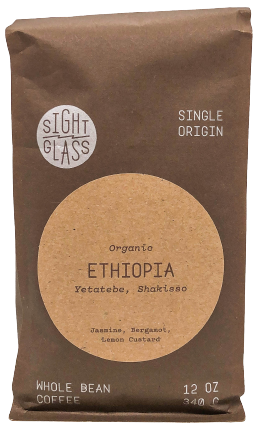 SIGHT
GLASS
SINGLE
ORIGIN
Organic
ETHIOPIA
Yetatebe, Shakisso
Jasmine, Bergamot,
Lemon Custard
WHOLE BEAN
COFFEE
12 OZ
340 G